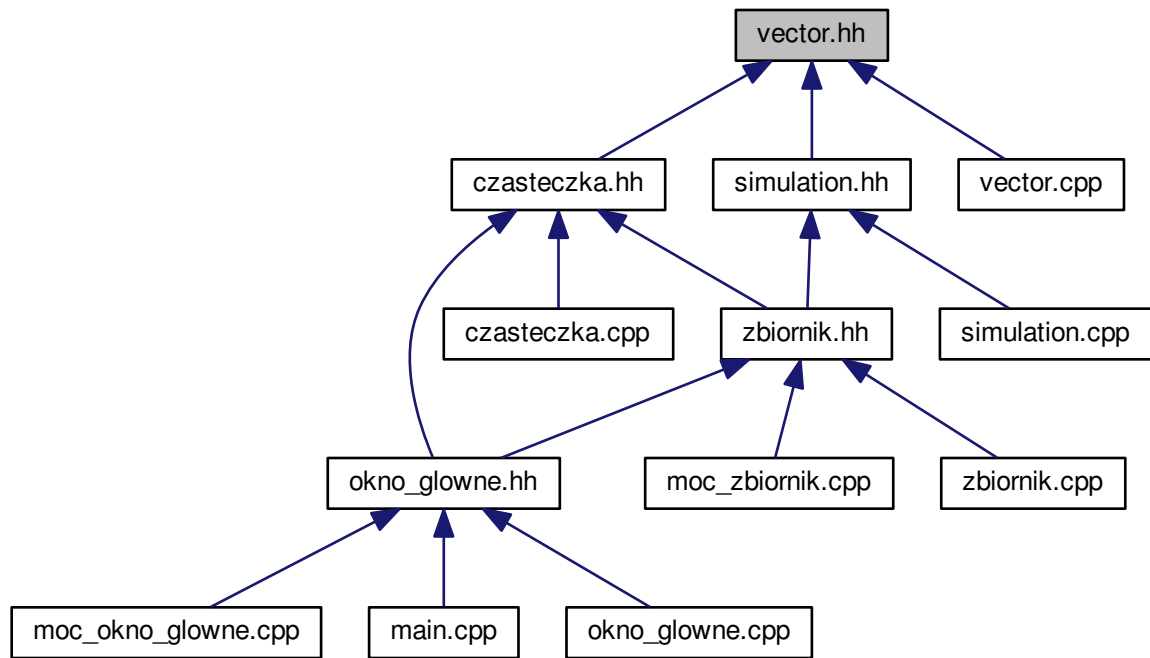 vector.hh
czasteczka.hh
simulation.hh
vector.cpp
czasteczka.cpp
zbiornik.hh
simulation.cpp
okno_glowne.hh
moc_zbiornik.cpp
zbiornik.cpp
moc_okno_glowne.cpp
main.cpp
okno_glowne.cpp